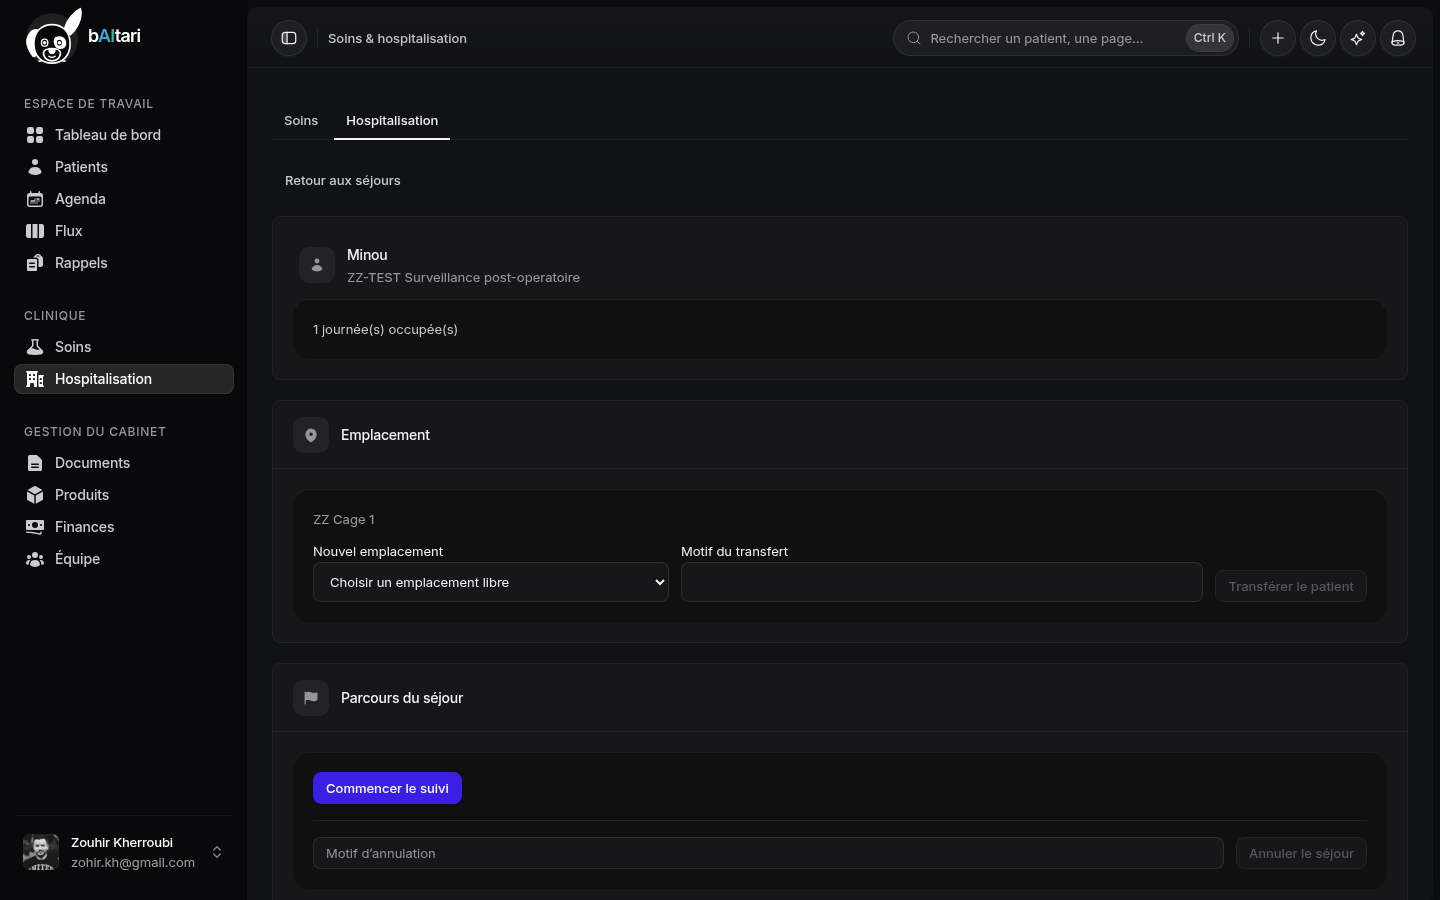 bAItari
Soins & hospitalisation
Rechercher un patient, une page...
Ctrl K
ESPACE DE TRAVAIL
Tableau de bord
Patients
Agenda
Flux
Rappels
CLINIQUE
Soins
Hospitalisation
GESTION DU CABINET
Documents
Produits
Finances
Équipe
Zouhir Kherroubi
zohir.kh@gmail.com
Soins
Hospitalisation
Retour aux séjours
Minou
ZZ-TEST Surveillance post-operatoire
1 journée(s) occupée(s)
Emplacement
ZZ Cage 1
Nouvel emplacement
Motif du transfert
Choisir un emplacement libre
Transférer le patient
Parcours du séjour
Commencer le suivi
Motif d’annulation
Annuler le séjour